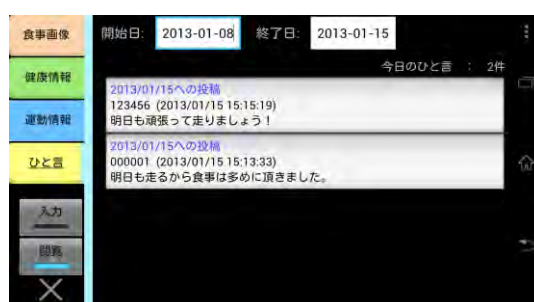 食事画像
健康情報
運動情報
ひと言
入力
閲覧
開始日: 2013-01-08 終了日: 2013-01-15
今日のひと言 : 2件
2013/01/15への投稿
123456 (2013/01/15 15:15:19)
明日も頑張って走りましょう！
2013/01/15への投稿
000001 (2013/01/15 15:13:33)
明日も走るから食事は多めに頂きました。